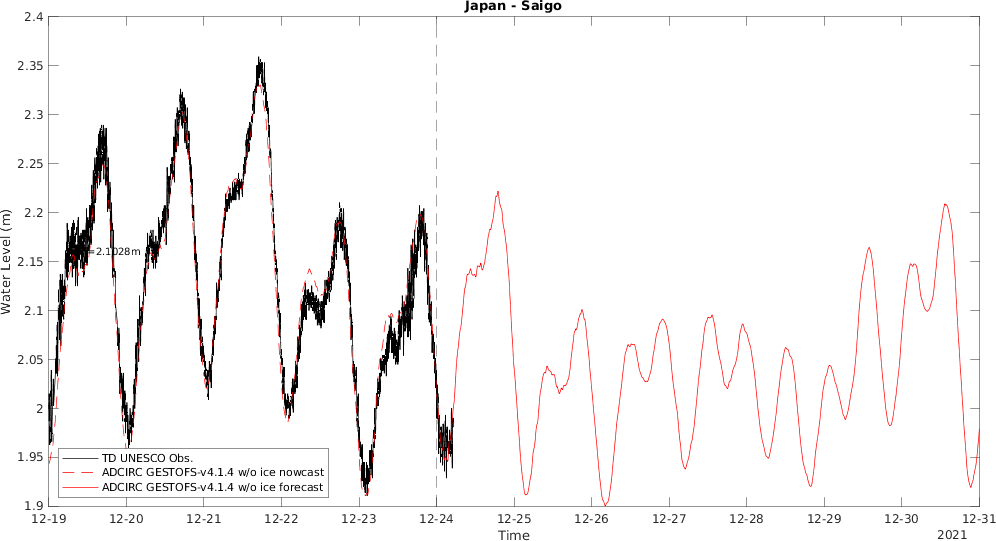 Japan - Saigo
2.4
2.35
2.3
2.25
2.2
2.15
2.1
2.05
2
1.95
1.9
Water Level (m)
=2.1028m
TD UNESCO Obs.
ADCIRC GESTOFS-v4.1.4 w/o ice nowcast
ADCIRC GESTOFS-v4.1.4 w/o ice forecast
12-19 12-20 12-21 12-22 12-23 12-24 12-25 12-26 12-27 12-28 12-29 12-30 12-31
Time
2021